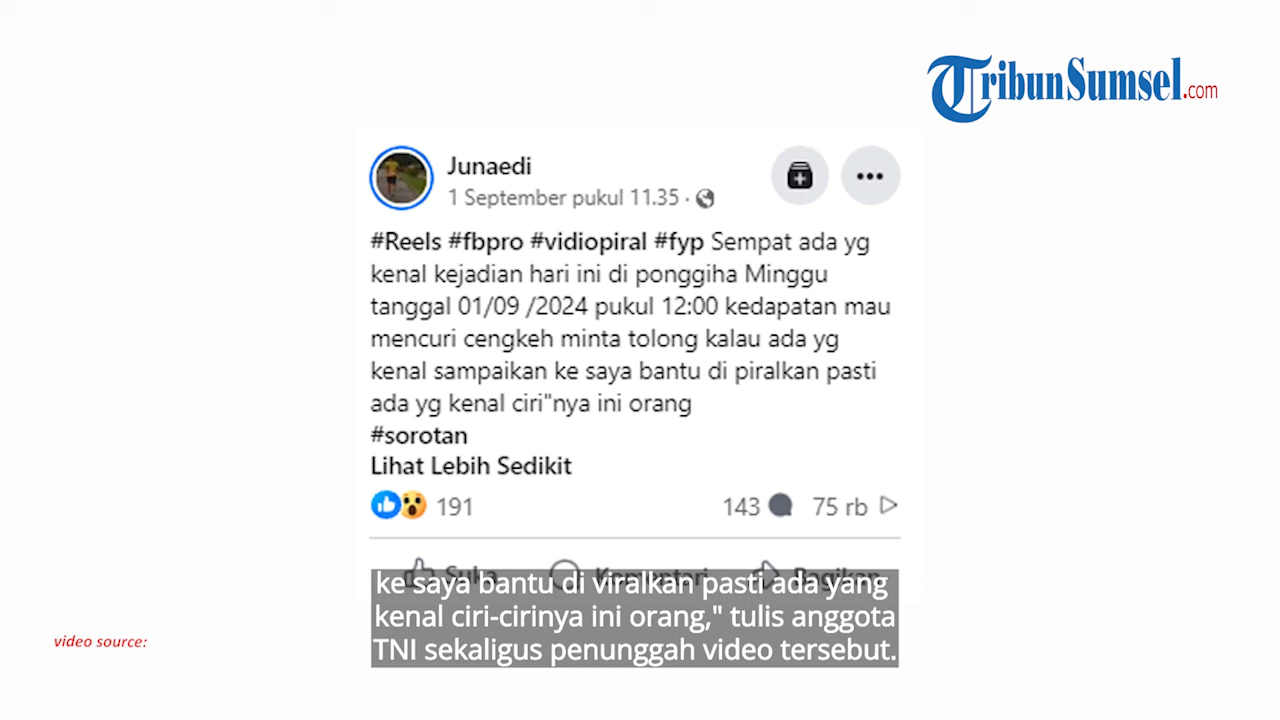 TribunSumsel.com
Junaedi
1 September pukul 11.35 ·
#Reels #fbpro #vidiopiral #fyp Sempat ada yg
kenal kejadian hari ini di ponggiha Minggu
tanggal 01/09 /2024 pukul 12:00 kedapatan mau
mencuri cengkeh minta tolong kalau ada yg
kenal sampaikan ke saya bantu di piralkan pasti
ada yg kenal ciri"nya ini orang
#sorotan
Lihat Lebih Sedikit
191 143 75 rb
Suka Komentari Bagikan
ke saya bantu di viralkan pasti ada yang
kenal ciri-cirinya ini orang," tulis anggota
TNI sekaligus penunggah video tersebut.
video source: